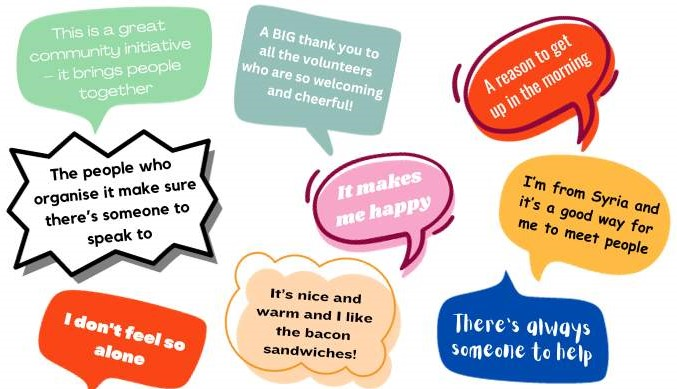 This is a great
community initiative
– it brings people
together
A BIG thank you to
all the volunteers
who are so welcoming
and cheerful!
A reason to get
up in the morning
The people who
organise it make sure
there's someone to
speak to
It makes
me happy
I'm from Syria and
it's a good way for
me to meet people
I don't feel so
alone
It's nice and
warm and I like
the bacon
sandwiches!
There's always
someone to help